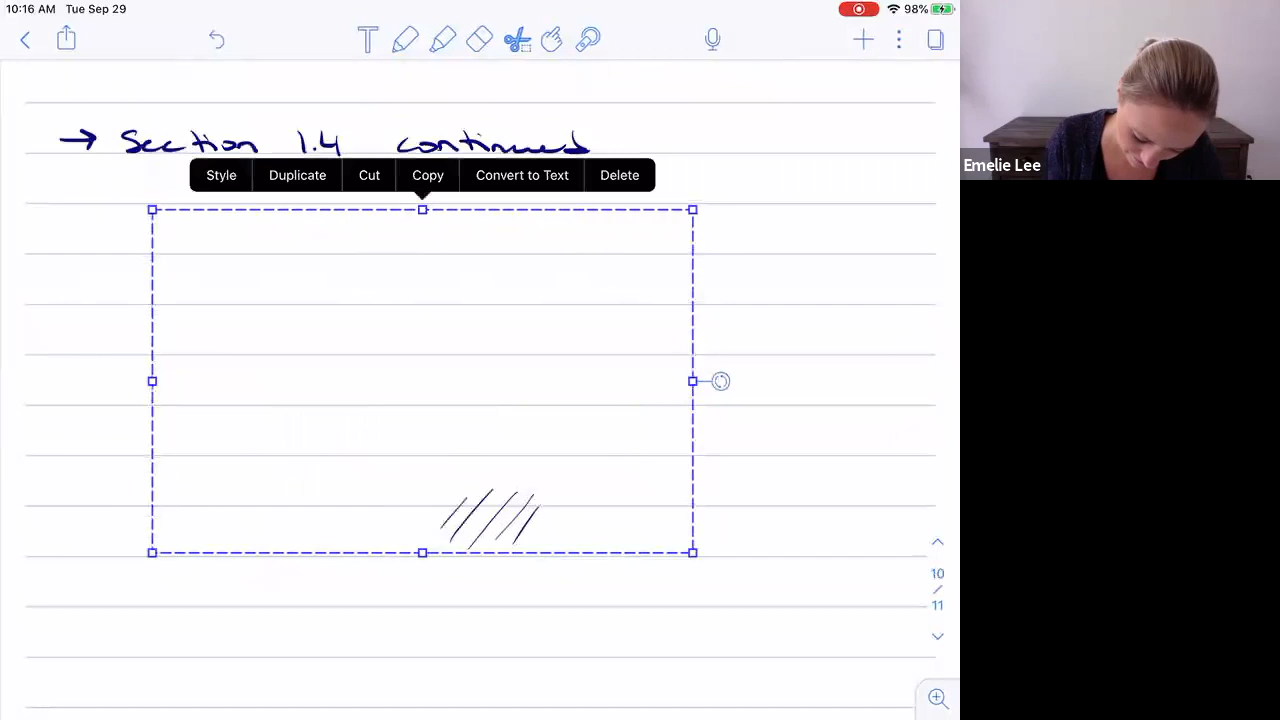 10:16 AM Tue Sep 29
98%
T
→ Section 1.4 continued
Style Duplicate Cut Copy Convert to Text Delete
10
/
11
Emelie Lee